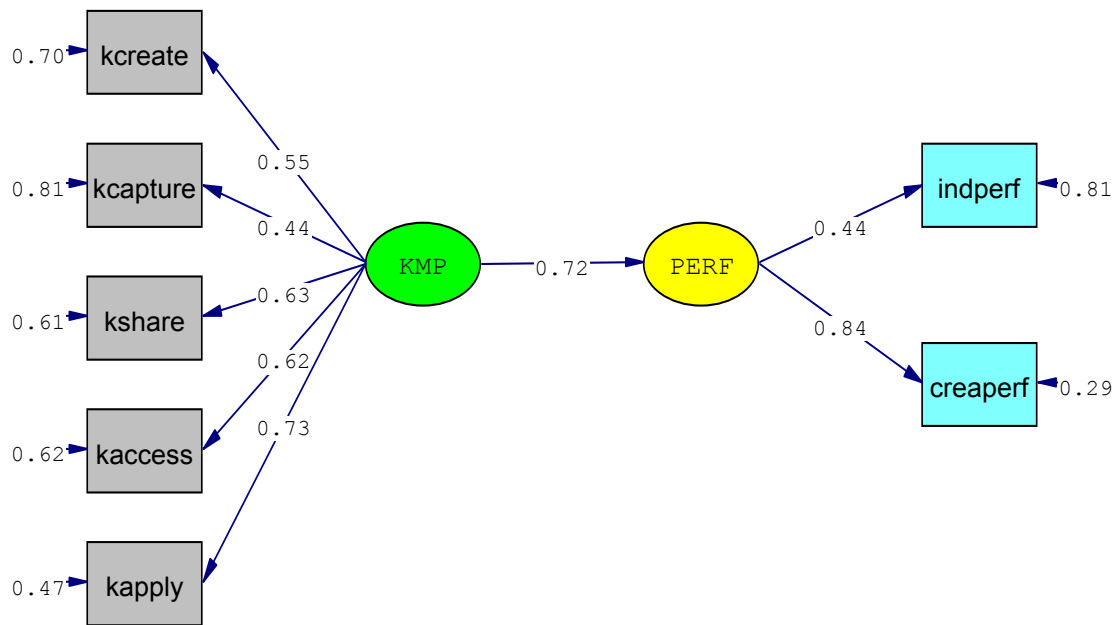 0.70 kcreate
0.55
0.81 kcapture
0.44
0.61 kshare
0.63
0.62 kaccess
0.62
0.47 kapply
0.73
KMP
0.72
PERF
0.44
indperf 0.81
0.84
creaperf 0.29